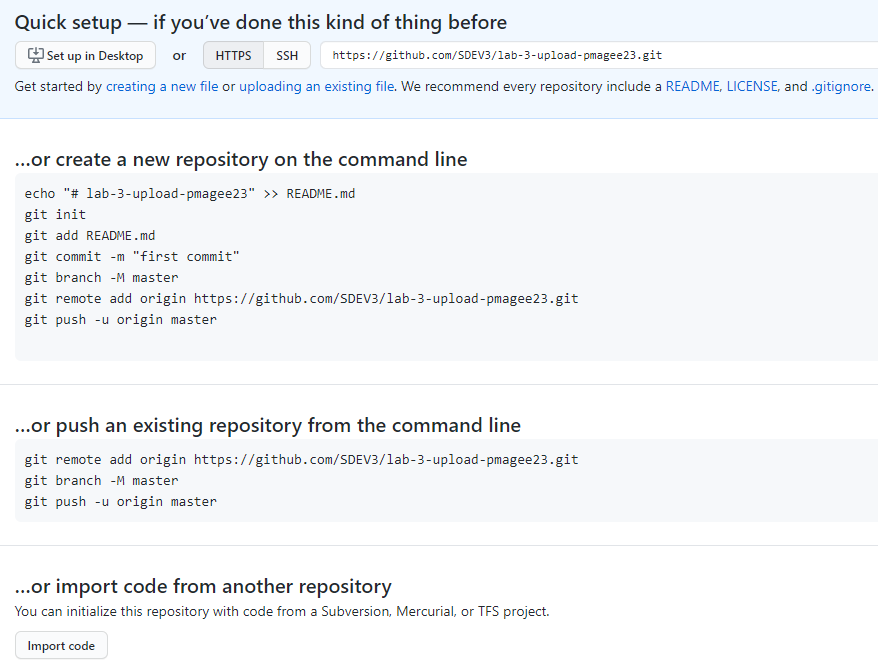 Quick setup — if you’ve done this kind of thing before
Set up in Desktop or HTTPS SSH https://github.com/SDEV3/lab-3-upload-pmagee23.git
Get started by creating a new file or uploading an existing file. We recommend every repository include a README, LICENSE, and .gitignore.
…or create a new repository on the command line
echo "# lab-3-upload-pmagee23" >> README.md
git init
git add README.md
git commit -m "first commit"
git branch -M master
git remote add origin https://github.com/SDEV3/lab-3-upload-pmagee23.git
git push -u origin master
…or push an existing repository from the command line
git remote add origin https://github.com/SDEV3/lab-3-upload-pmagee23.git
git branch -M master
git push -u origin master
…or import code from another repository
You can initialize this repository with code from a Subversion, Mercurial, or TFS project.
Import code